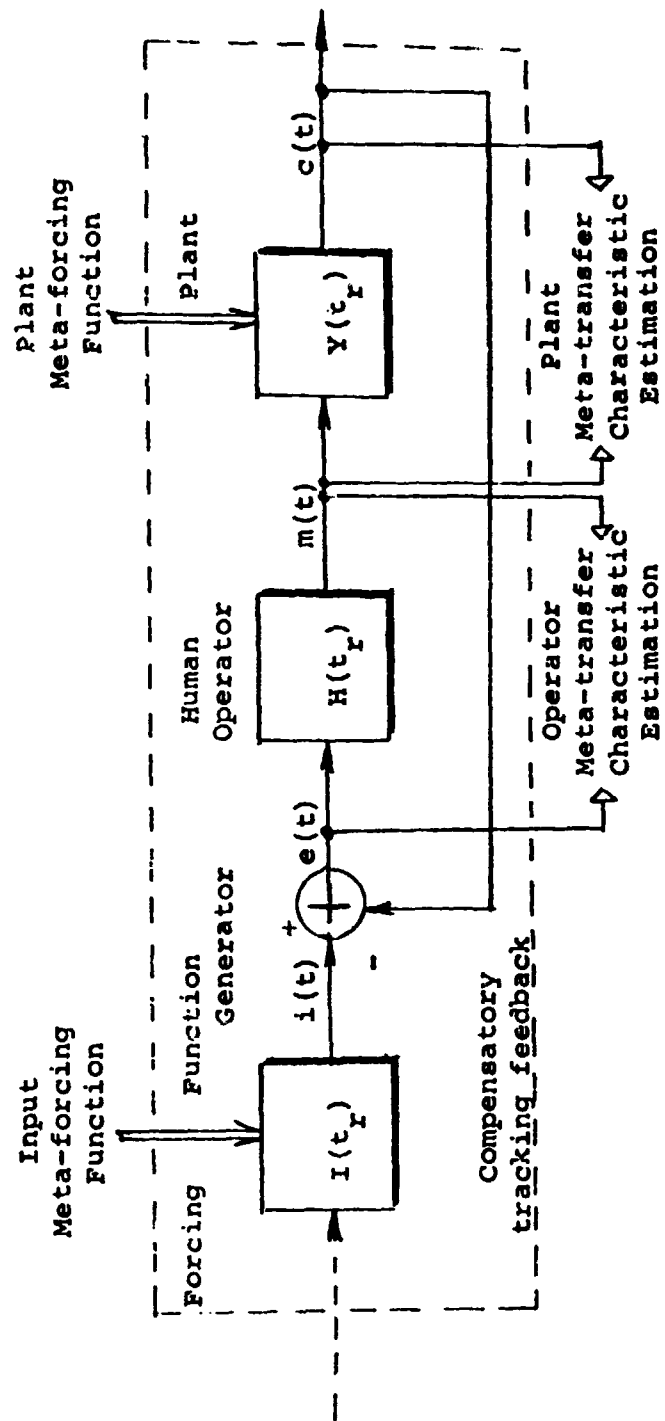 Input
Meta-forcing
Function
Plant
Meta-forcing
Function
Forcing Function
Generator
Human
Operator
Plant
I(t_r)
i(t)
+
-
e(t)
H(t_r)
m(t)
Y(t_r)
c(t)
Compensatory
tracking feedback
Operator
Meta-transfer
Characteristic
Estimation
Plant
Meta-transfer
Characteristic
Estimation